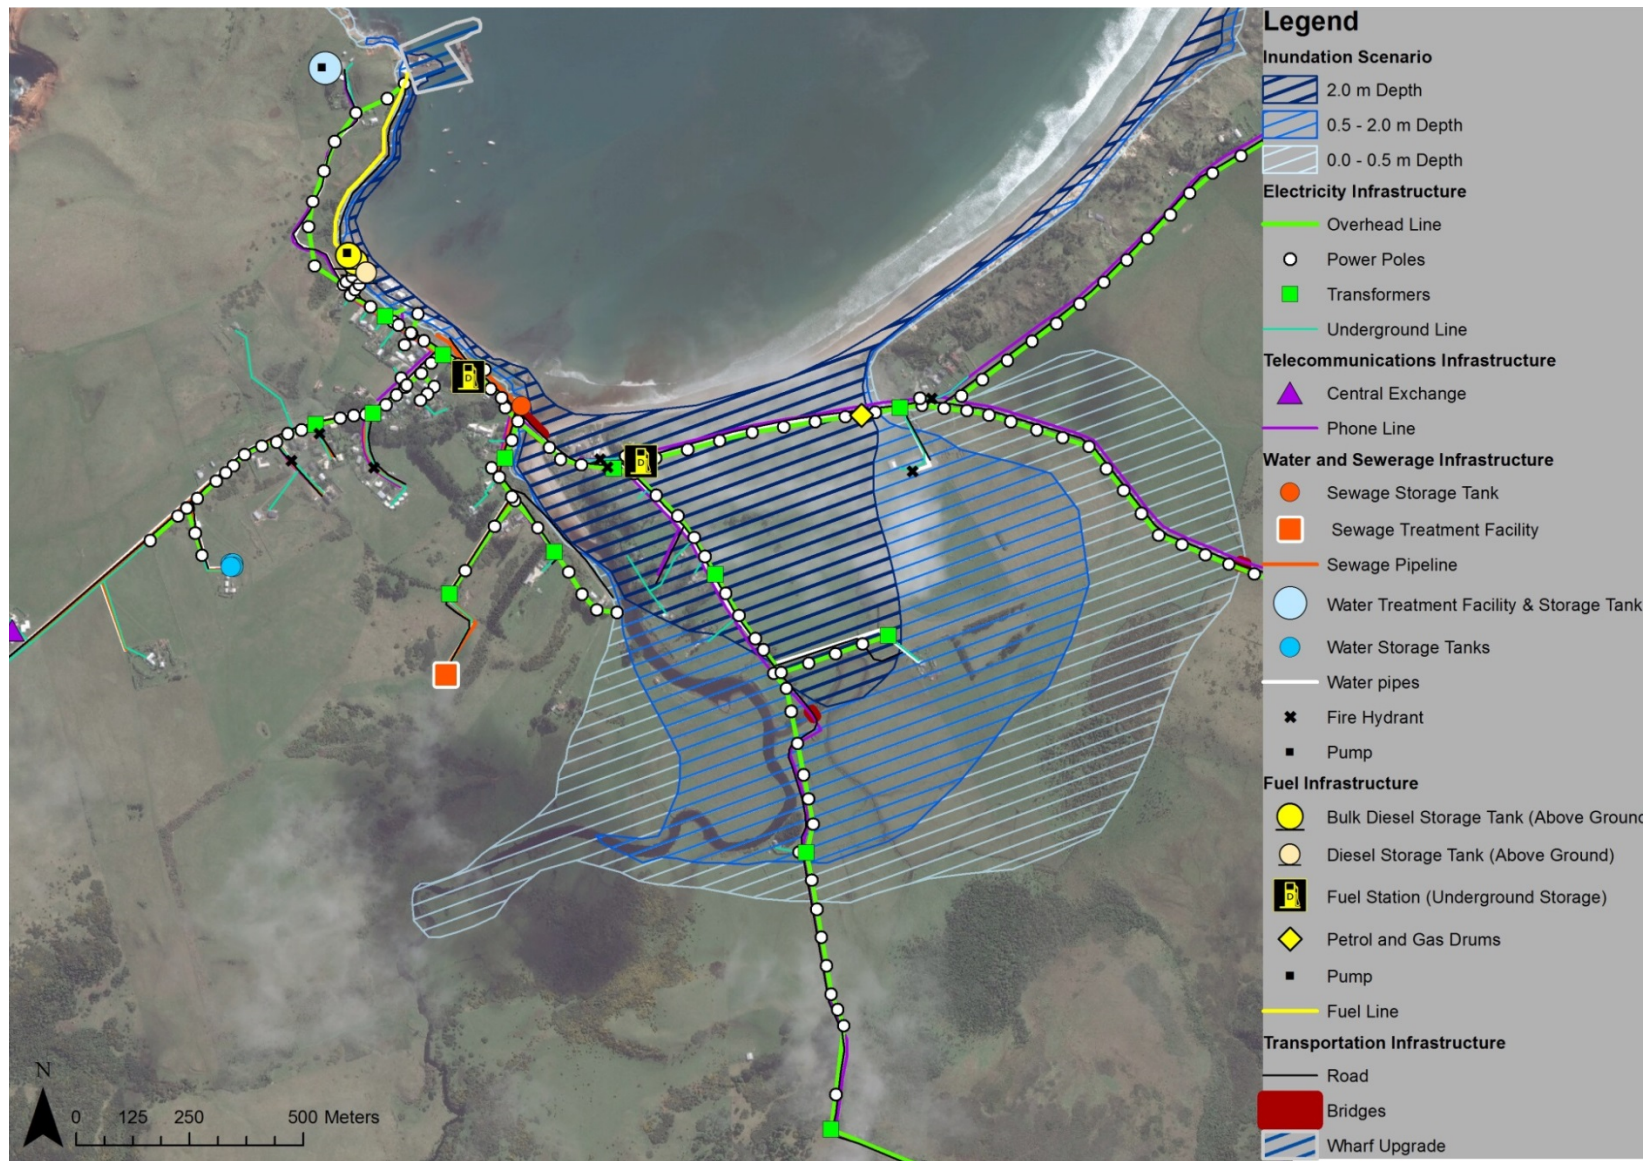 Legend
Inundation Scenario
2.0 m Depth
0.5 - 2.0 m Depth
0.0 - 0.5 m Depth
Electricity Infrastructure
Overhead Line
Power Poles
Transformers
Underground Line
Telecommunications Infrastructure
Central Exchange
Phone Line
Water and Sewerage Infrastructure
Sewage Storage Tank
Sewage Treatment Facility
Sewage Pipeline
Water Treatment Facility & Storage Tank
Water Storage Tanks
Water pipes
Fire Hydrant
Pump
Fuel Infrastructure
Bulk Diesel Storage Tank (Above Ground
Diesel Storage Tank (Above Ground)
D
Fuel Station (Underground Storage)
Petrol and Gas Drums
Pump
Fuel Line
Transportation Infrastructure
Road
Bridges
Wharf Upgrade
D
D
N
0 125 250 500 Meters